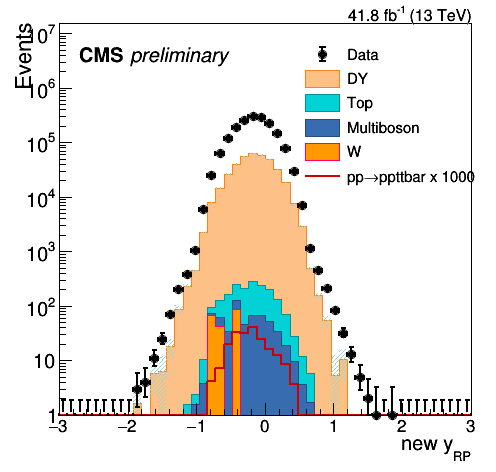 41.8 fb⁻¹ (13 TeV)
Events
CMS preliminary
Data
DY
Top
Multiboson
W
pp→ppttbar x 1000
10⁷
10⁶
10⁵
10⁴
10³
10²
10
1
−3 −2 −1 0 1 2 3
new y_RP